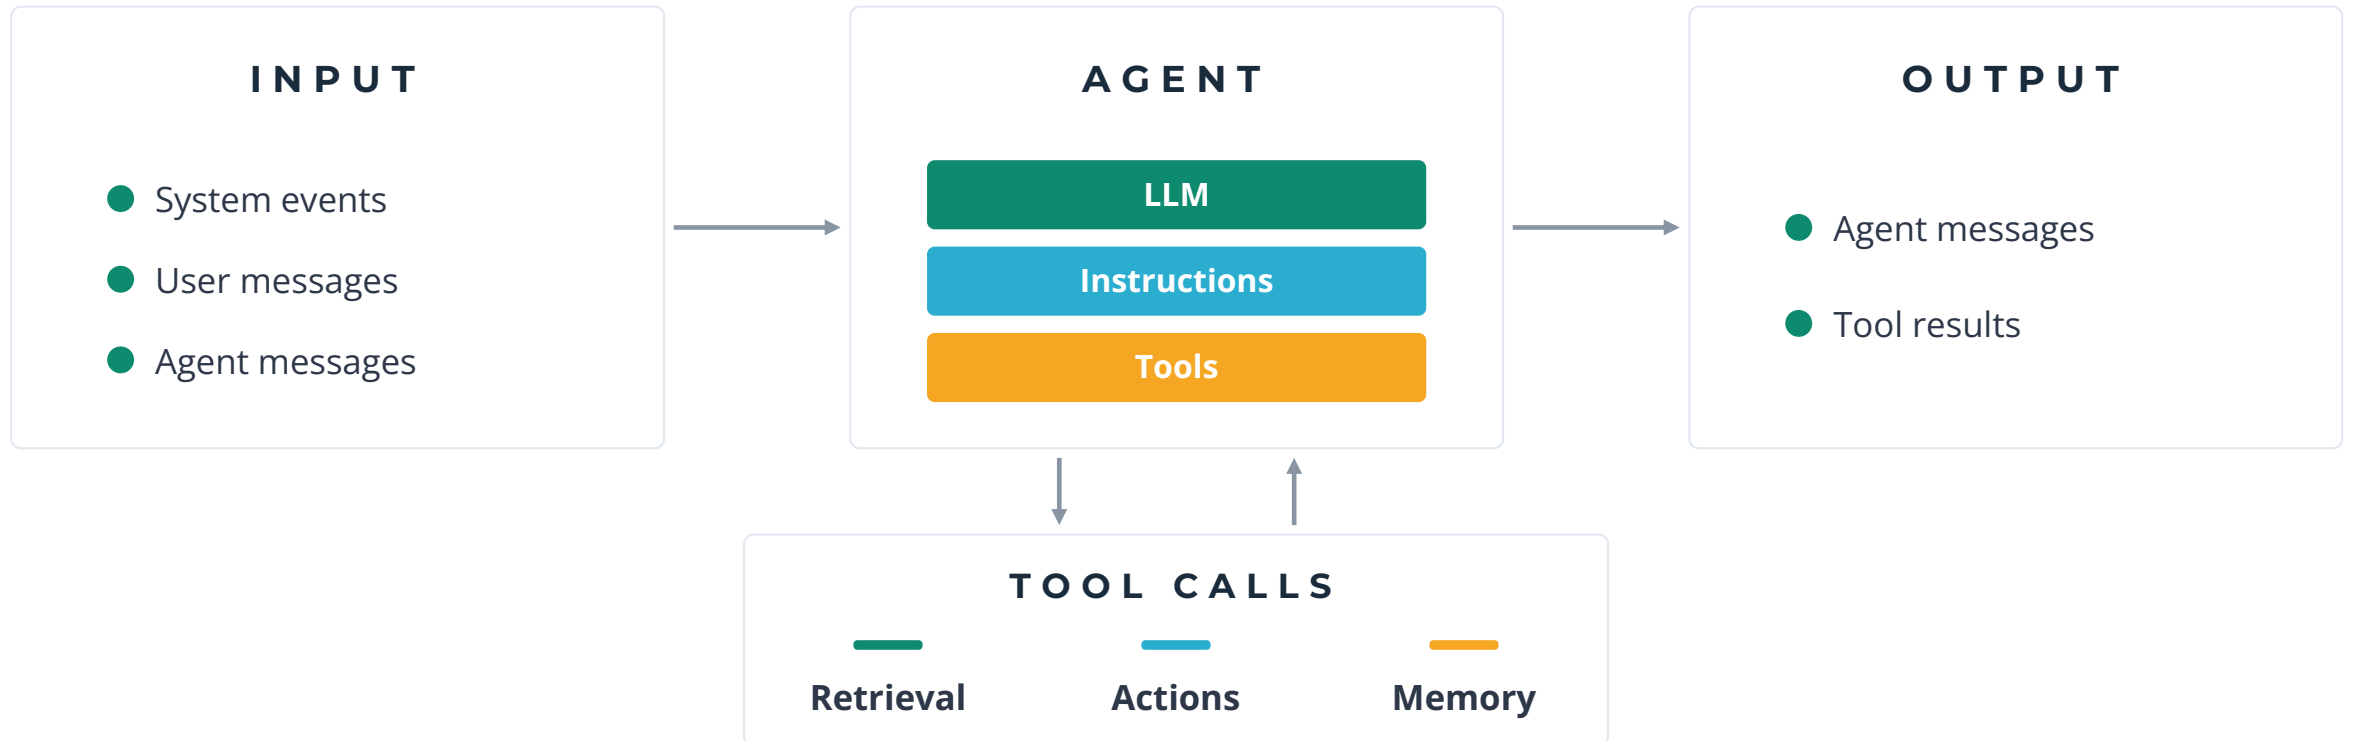 INPUT
System events
User messages
Agent messages
AGENT
LLM
Instructions
Tools
OUTPUT
Agent messages
Tool results
TOOL CALLS
Retrieval
Actions
Memory